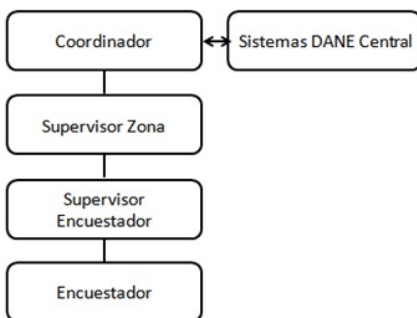 Coordinador
Sistemas DANE Central
Supervisor Zona
Supervisor
Encuestador
Encuestador